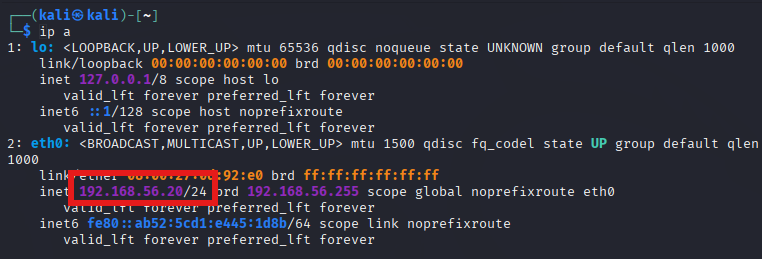 ┌──(kali㉿kali)-[~]
└─$ ip a
1: lo: <LOOPBACK,UP,LOWER_UP> mtu 65536 qdisc noqueue state UNKNOWN group default qlen 1000
link/loopback 00:00:00:00:00:00 brd 00:00:00:00:00:00
inet 127.0.0.1/8 scope host lo
valid_lft forever preferred_lft forever
inet6 ::1/128 scope host noprefixroute
valid_lft forever preferred_lft forever
2: eth0: <BROADCAST,MULTICAST,UP,LOWER_UP> mtu 1500 qdisc fq_codel state UP group default qlen
1000
link/ether brd ff:ff:ff:ff:ff:ff
inet 192.168.56.20/24 brd 192.168.56.255 scope global noprefixroute eth0
valid_lft forever preferred_lft forever
inet6 fe80::ab52:5cd1:e445:1d8b/64 scope link noprefixroute
valid_lft forever preferred_lft forever